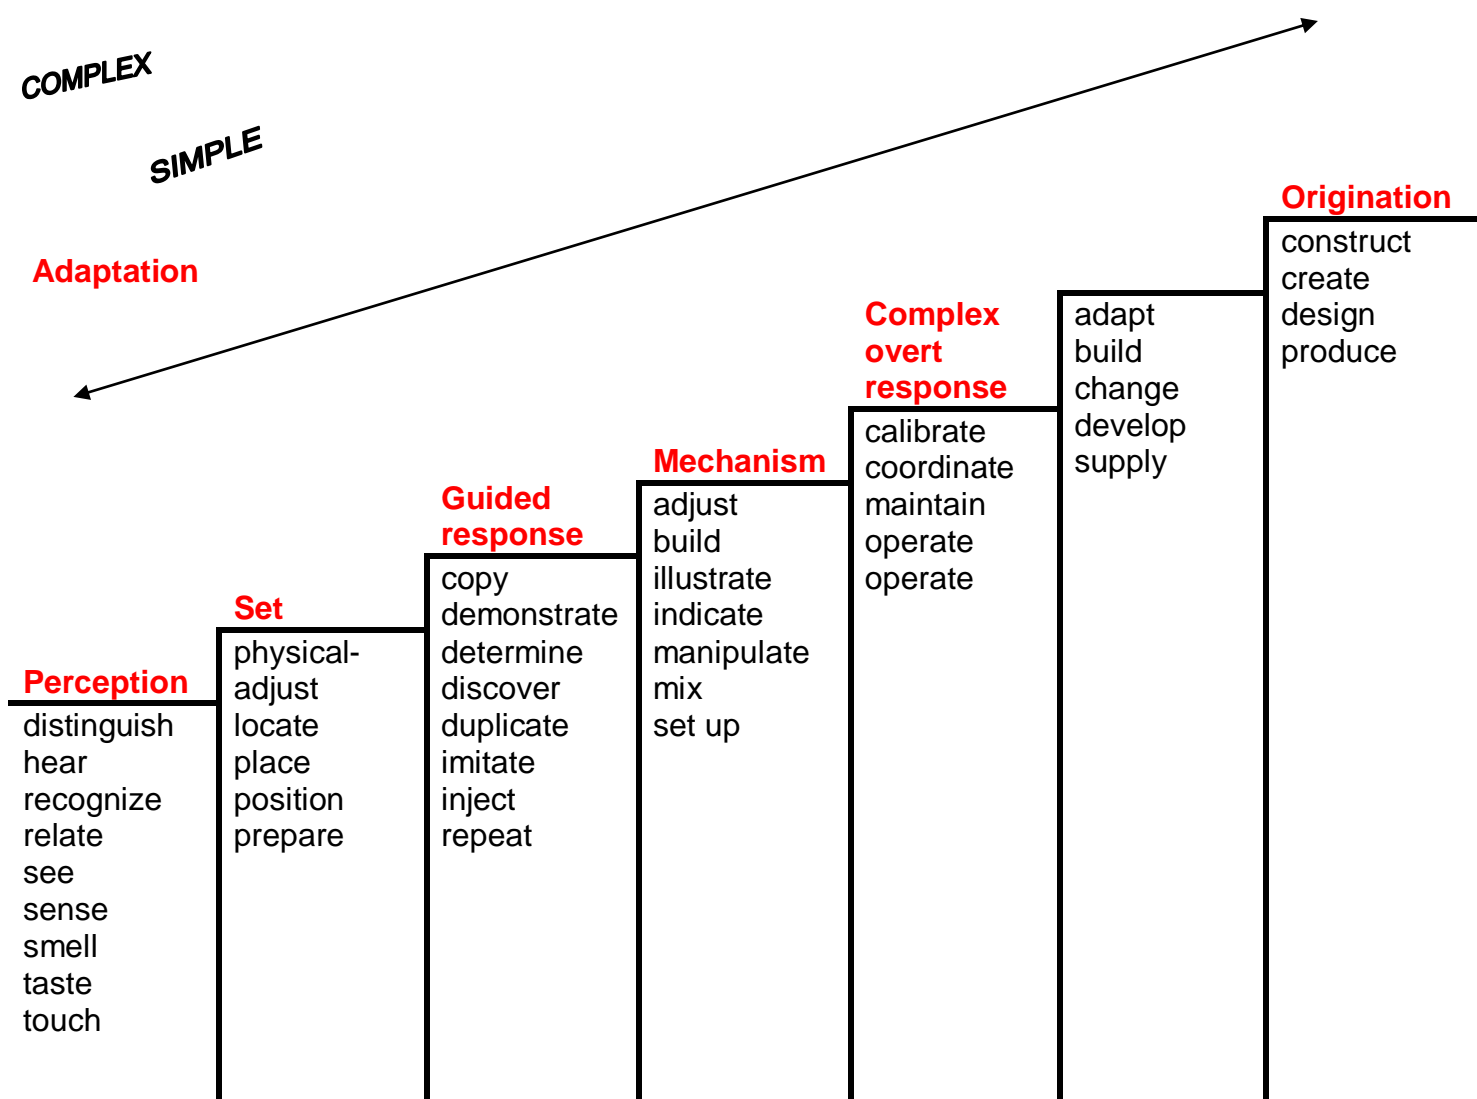 COMPLEX
SIMPLE
Adaptation
Perception
distinguish
hear
recognize
relate
see
sense
smell
taste
touch
Set
physical-
adjust
locate
place
position
prepare
Guided
response
copy
demonstrate
determine
discover
duplicate
imitate
inject
repeat
Mechanism
adjust
build
illustrate
indicate
manipulate
mix
set up
Complex
overt
response
calibrate
coordinate
maintain
operate
operate
adapt
build
change
develop
supply
Origination
construct
create
design
produce